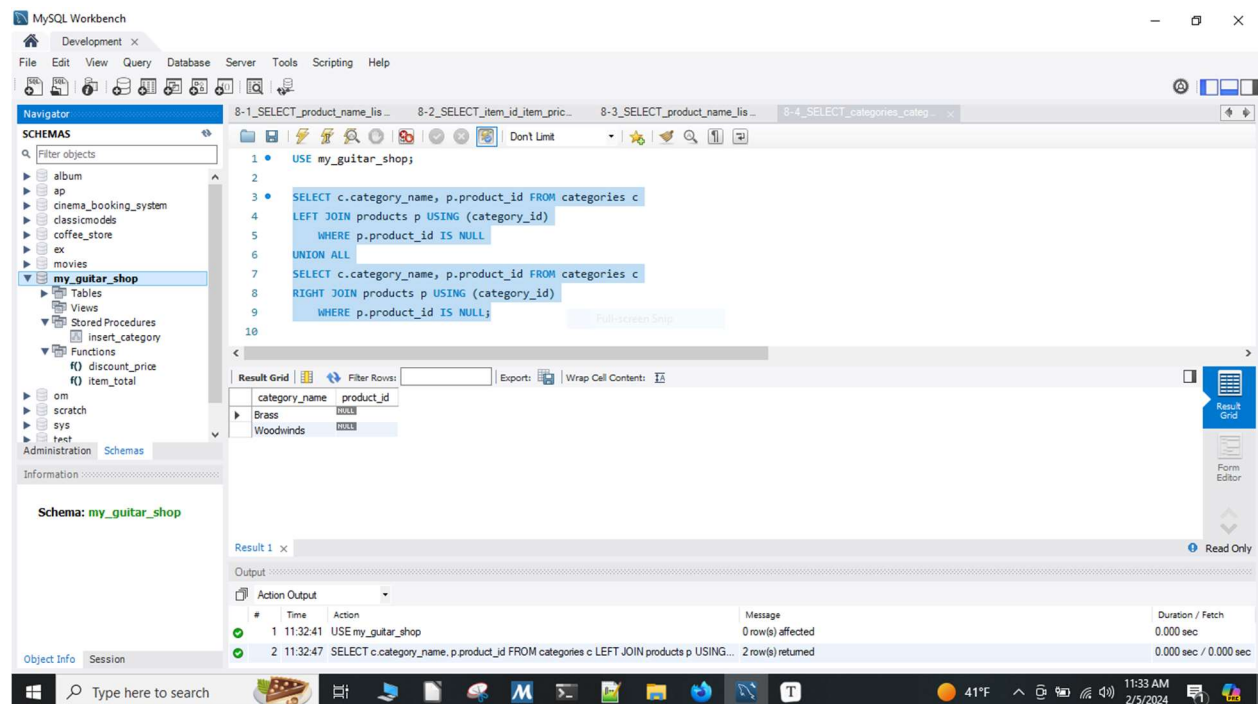 MySQL Workbench
Development
File Edit View Query Database Server Tools Scripting Help
Navigator
SCHEMAS
Filter objects
album
ap
cinema_booking_system
classicmodels
coffee_store
ex
movies
my_guitar_shop
Tables
Views
Stored Procedures
insert_category
Functions
f() discount_price
f() item_total
om
scratch
sys
test
Administration Schemas
Information
Schema: my_guitar_shop
Object Info Session
8-1_SELECT_product_name_lis... 8-2_SELECT_item_id_item_pric... 8-3_SELECT_product_name_lis... 8-4_SELECT_categories_categ...
Don't Limit
1 USE my_guitar_shop;
2
3 SELECT c.category_name, p.product_id FROM categories c
4 LEFT JOIN products p USING (category_id)
5 WHERE p.product_id IS NULL
6 UNION ALL
7 SELECT c.category_name, p.product_id FROM categories c
8 RIGHT JOIN products p USING (category_id)
9 WHERE p.product_id IS NULL;
10
Full-screen Snip
Result Grid Filter Rows: Export: Wrap Cell Content:
category_name product_id
Brass NULL
Woodwinds NULL
Result Grid
Form Editor
Result 1
Read Only
Output
Action Output
# Time Action Message Duration / Fetch
1 11:32:41 USE my_guitar_shop 0 row(s) affected 0.000 sec
2 11:32:47 SELECT c.category_name, p.product_id FROM categories c LEFT JOIN products p USING... 2 row(s) returned 0.000 sec / 0.000 sec
Type here to search
41°F
11:33 AM
2/5/2024